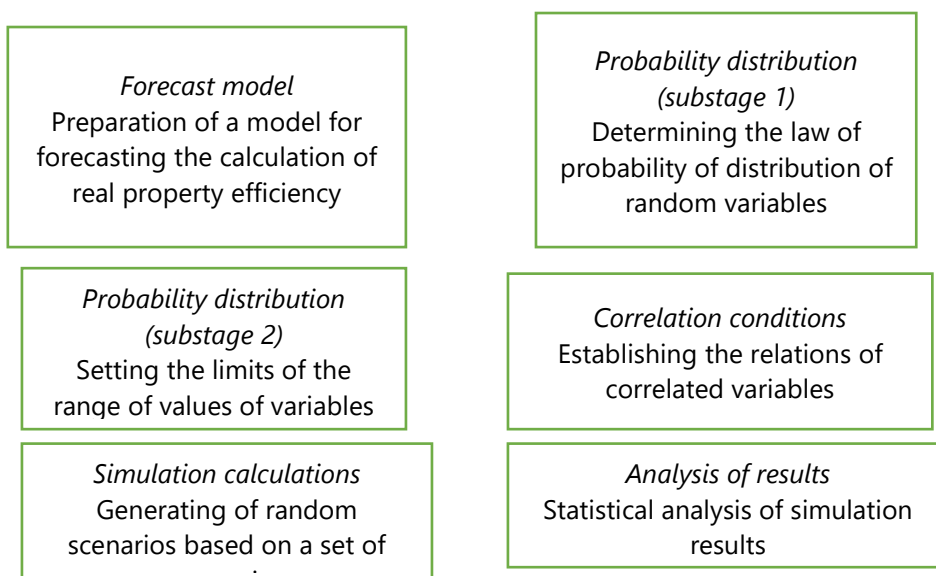 Forecast model
Preparation of a model for
forecasting the calculation of
real property efficiency
Probability distribution
(substage 1)
Determining the law of
probability of distribution of
random variables
Probability distribution
(substage 2)
Setting the limits of the
range of values of variables
Correlation conditions
Establishing the relations of
correlated variables
Simulation calculations
Generating of random
scenarios based on a set of
Analysis of results
Statistical analysis of simulation
results